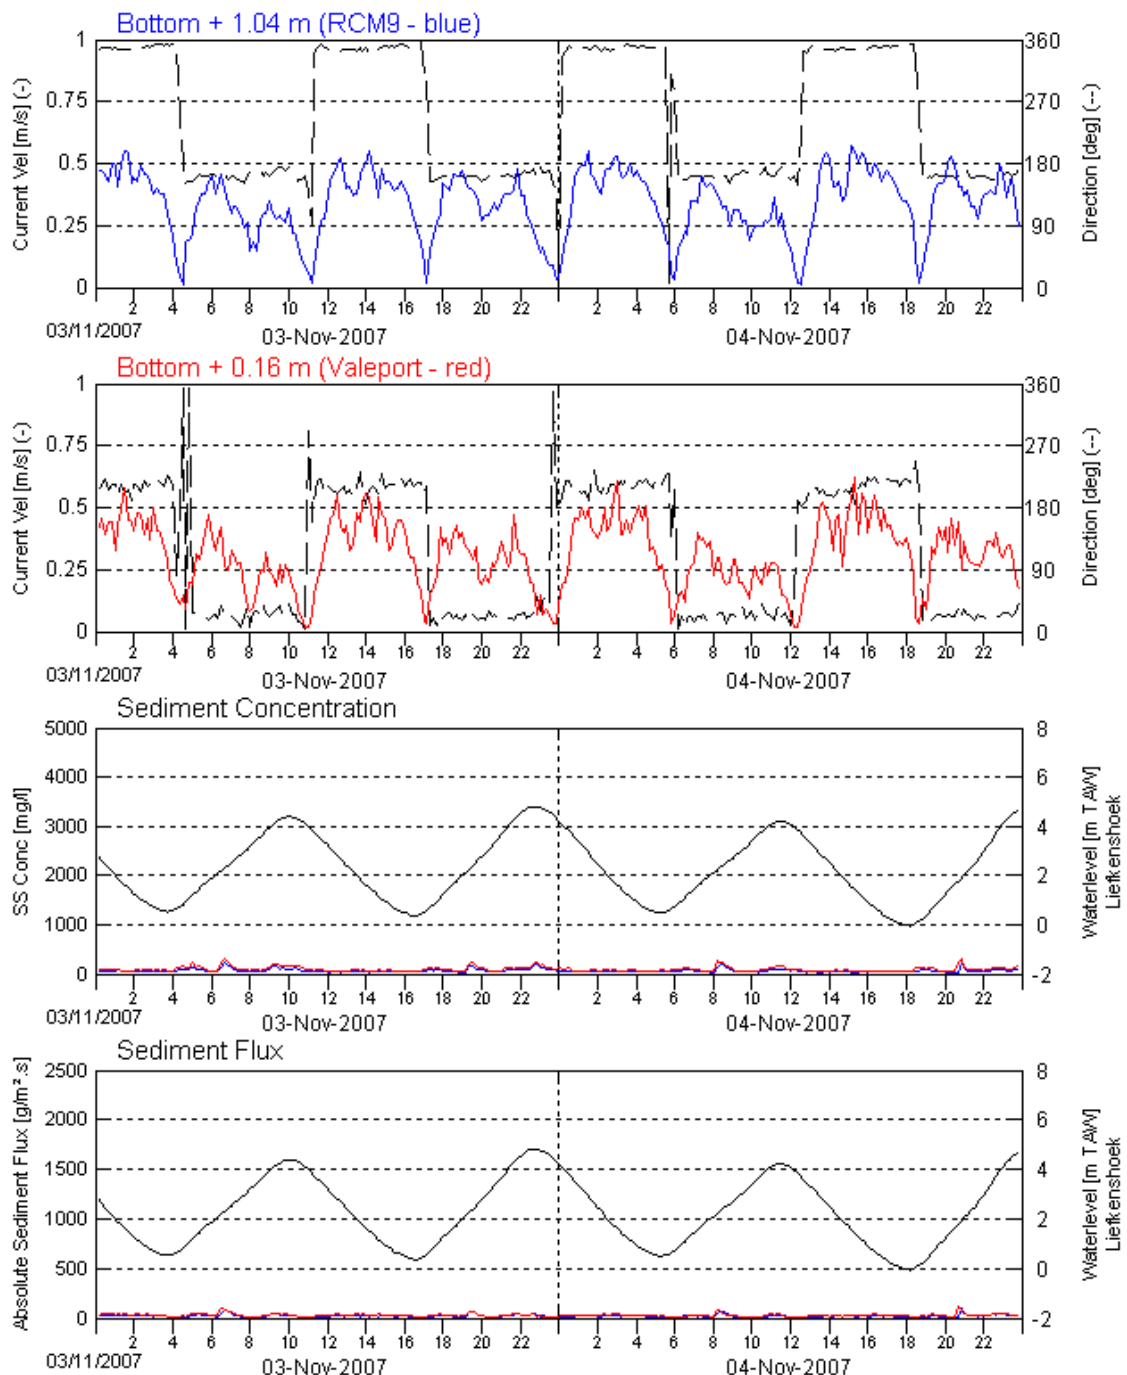 Bottom + 1.04 m (RCM9 - blue)
Current Vel [m/s] (-)
1
0.75
0.5
0.25
0
360
270
180
90
0
Direction [deg] (--)
2 4 6 8 10 12 14 16 18 20 22 2 4 6 8 10 12 14 16 18 20 22
03/11/2007
03-Nov-2007 04-Nov-2007
Bottom + 0.16 m (Valeport - red)
Current Vel [m/s] (-)
1
0.75
0.5
0.25
0
360
270
180
90
0
Direction [deg] (--)
2 4 6 8 10 12 14 16 18 20 22 2 4 6 8 10 12 14 16 18 20 22
03/11/2007
03-Nov-2007 04-Nov-2007
Sediment Concentration
SS Conc [mg/l]
5000
4000
3000
2000
1000
0
8
6
4
2
0
-2
Waterlevel [m TAW]
Liefkenshoek
2 4 6 8 10 12 14 16 18 20 22 2 4 6 8 10 12 14 16 18 20 22
03/11/2007
03-Nov-2007 04-Nov-2007
Sediment Flux
Absolute Sediment Flux [g/m².s]
2500
2000
1500
1000
500
0
8
6
4
2
0
-2
Waterlevel [m TAW]
Liefkenshoek
2 4 6 8 10 12 14 16 18 20 22 2 4 6 8 10 12 14 16 18 20 22
03/11/2007
03-Nov-2007 04-Nov-2007